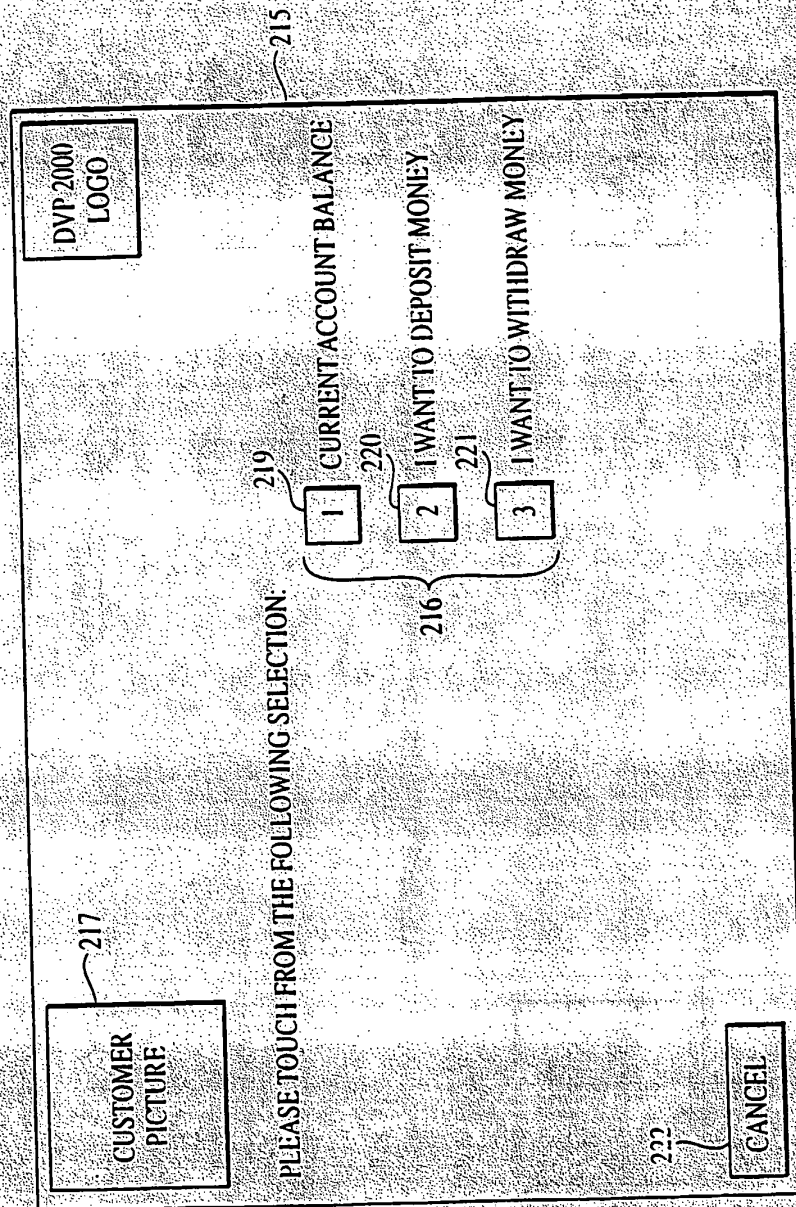 CUSTOMER
PICTURE
217
DVP 2000
LOGO
215
PLEASE TOUCH FROM THE FOLLOWING SELECTION:
216
219
1 CURRENT ACCOUNT BALANCE
220
2 I WANT TO DEPOSIT MONEY
221
3 I WANT TO WITHDRAW MONEY
222
CANCEL